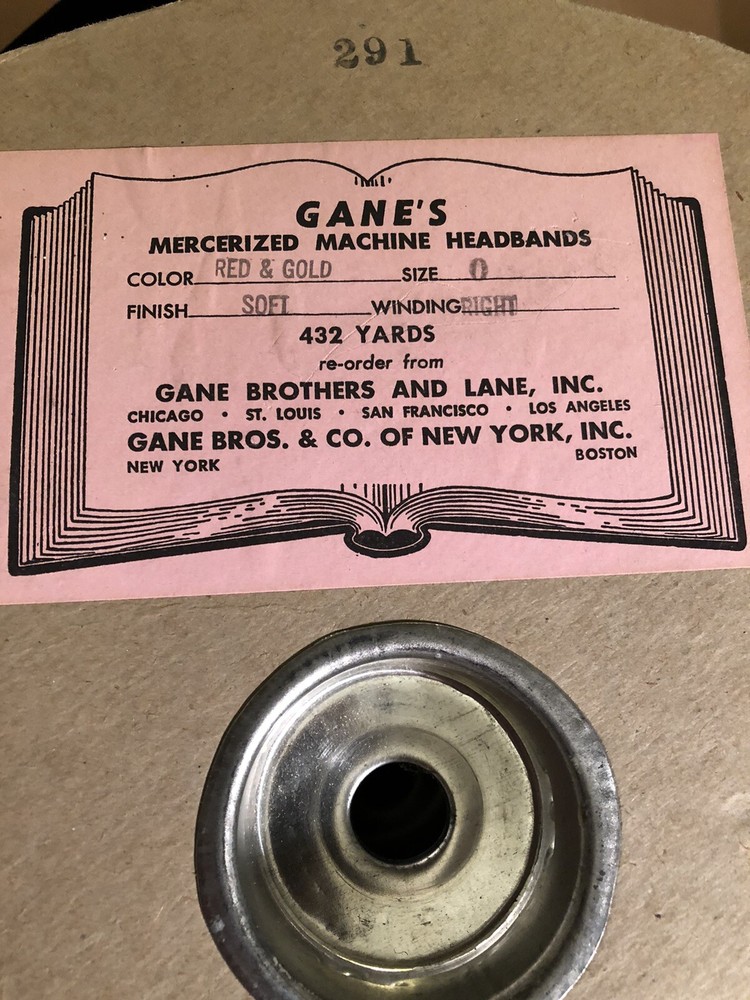 291
GANE'S
MERCERIZED MACHINE HEADBANDS
COLOR RED & GOLD SIZE 0
FINISH SOFT WINDING RIGHT
432 YARDS
re-order from
GANE BROTHERS AND LANE, INC.
CHICAGO • ST. LOUIS • SAN FRANCISCO • LOS ANGELES
GANE BROS. & CO. OF NEW YORK, INC.
NEW YORK BOSTON